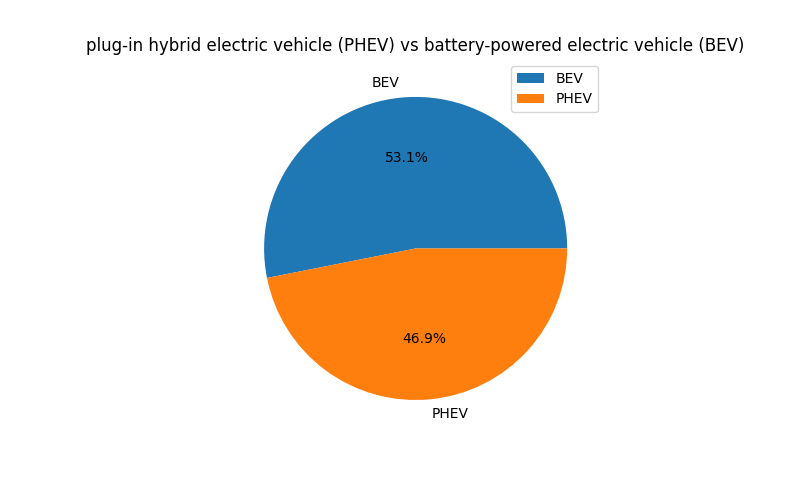 plug-in hybrid electric vehicle (PHEV) vs battery-powered electric vehicle (BEV)
BEV
BEV
PHEV
53.1%
46.9%
PHEV